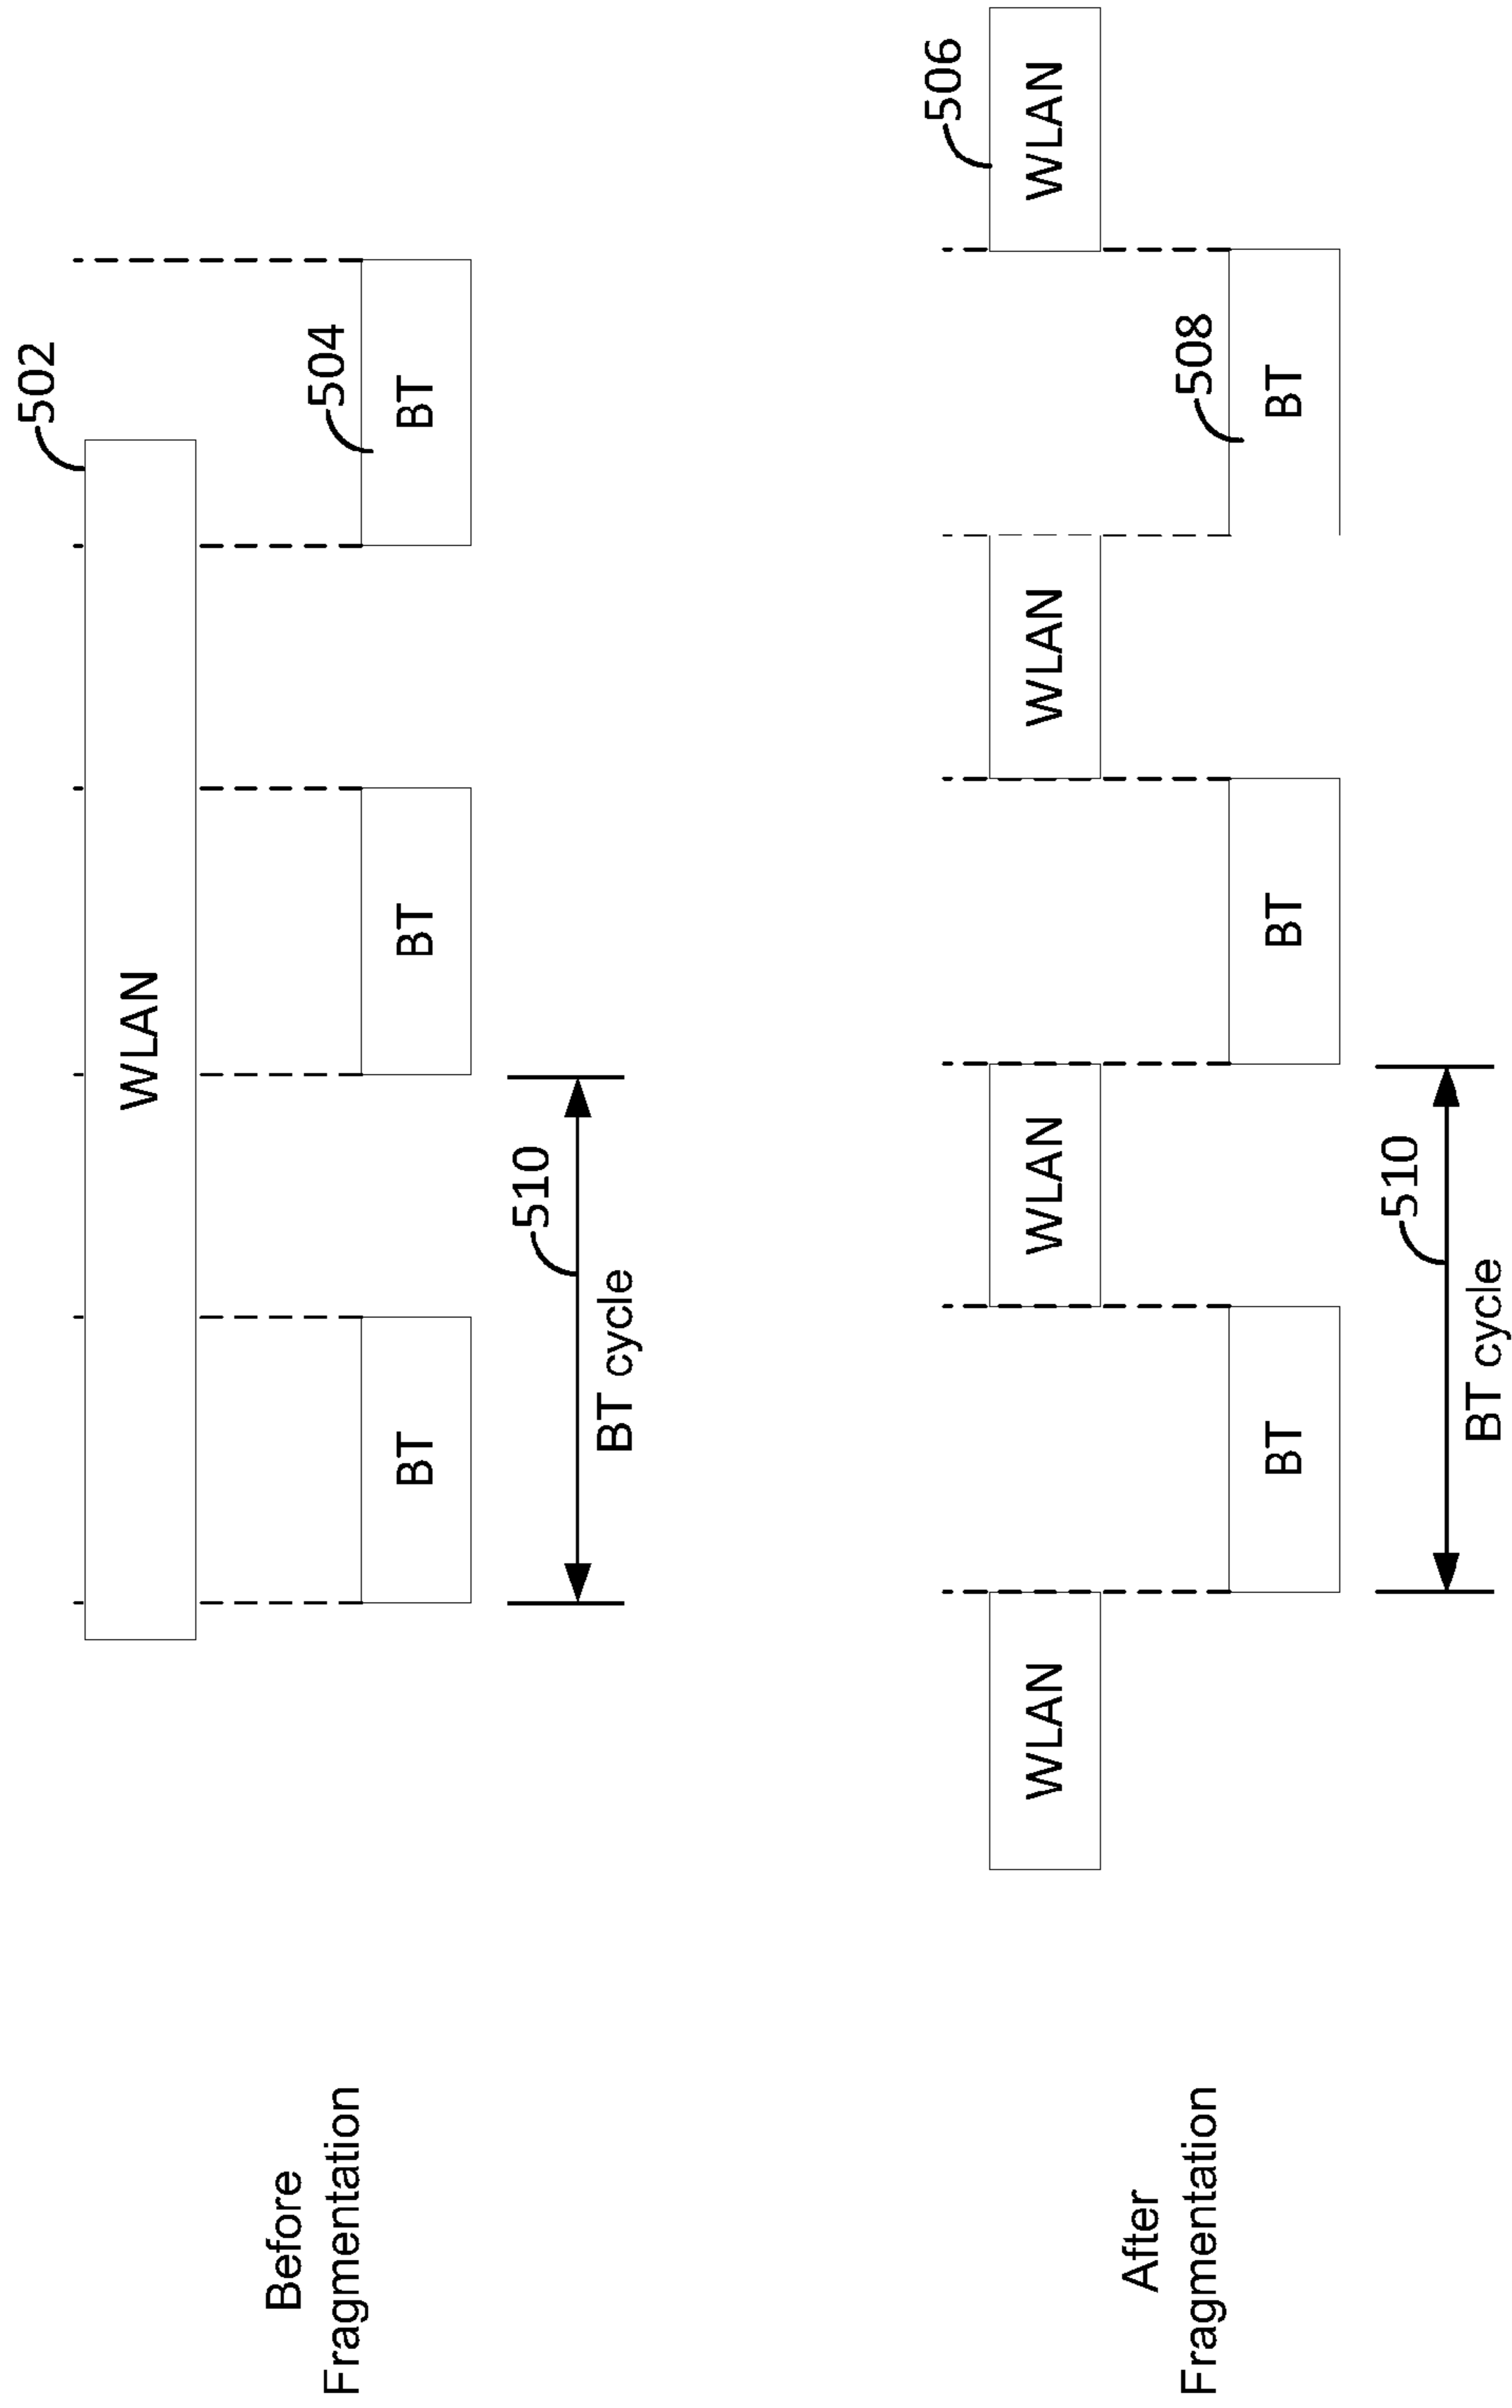 502
WLAN
504
BT
BT
BT
510
BT cycle
Before
Fragmentation
506
WLAN
WLAN
WLAN
WLAN
508
BT
BT
BT
510
BT cycle
After
Fragmentation